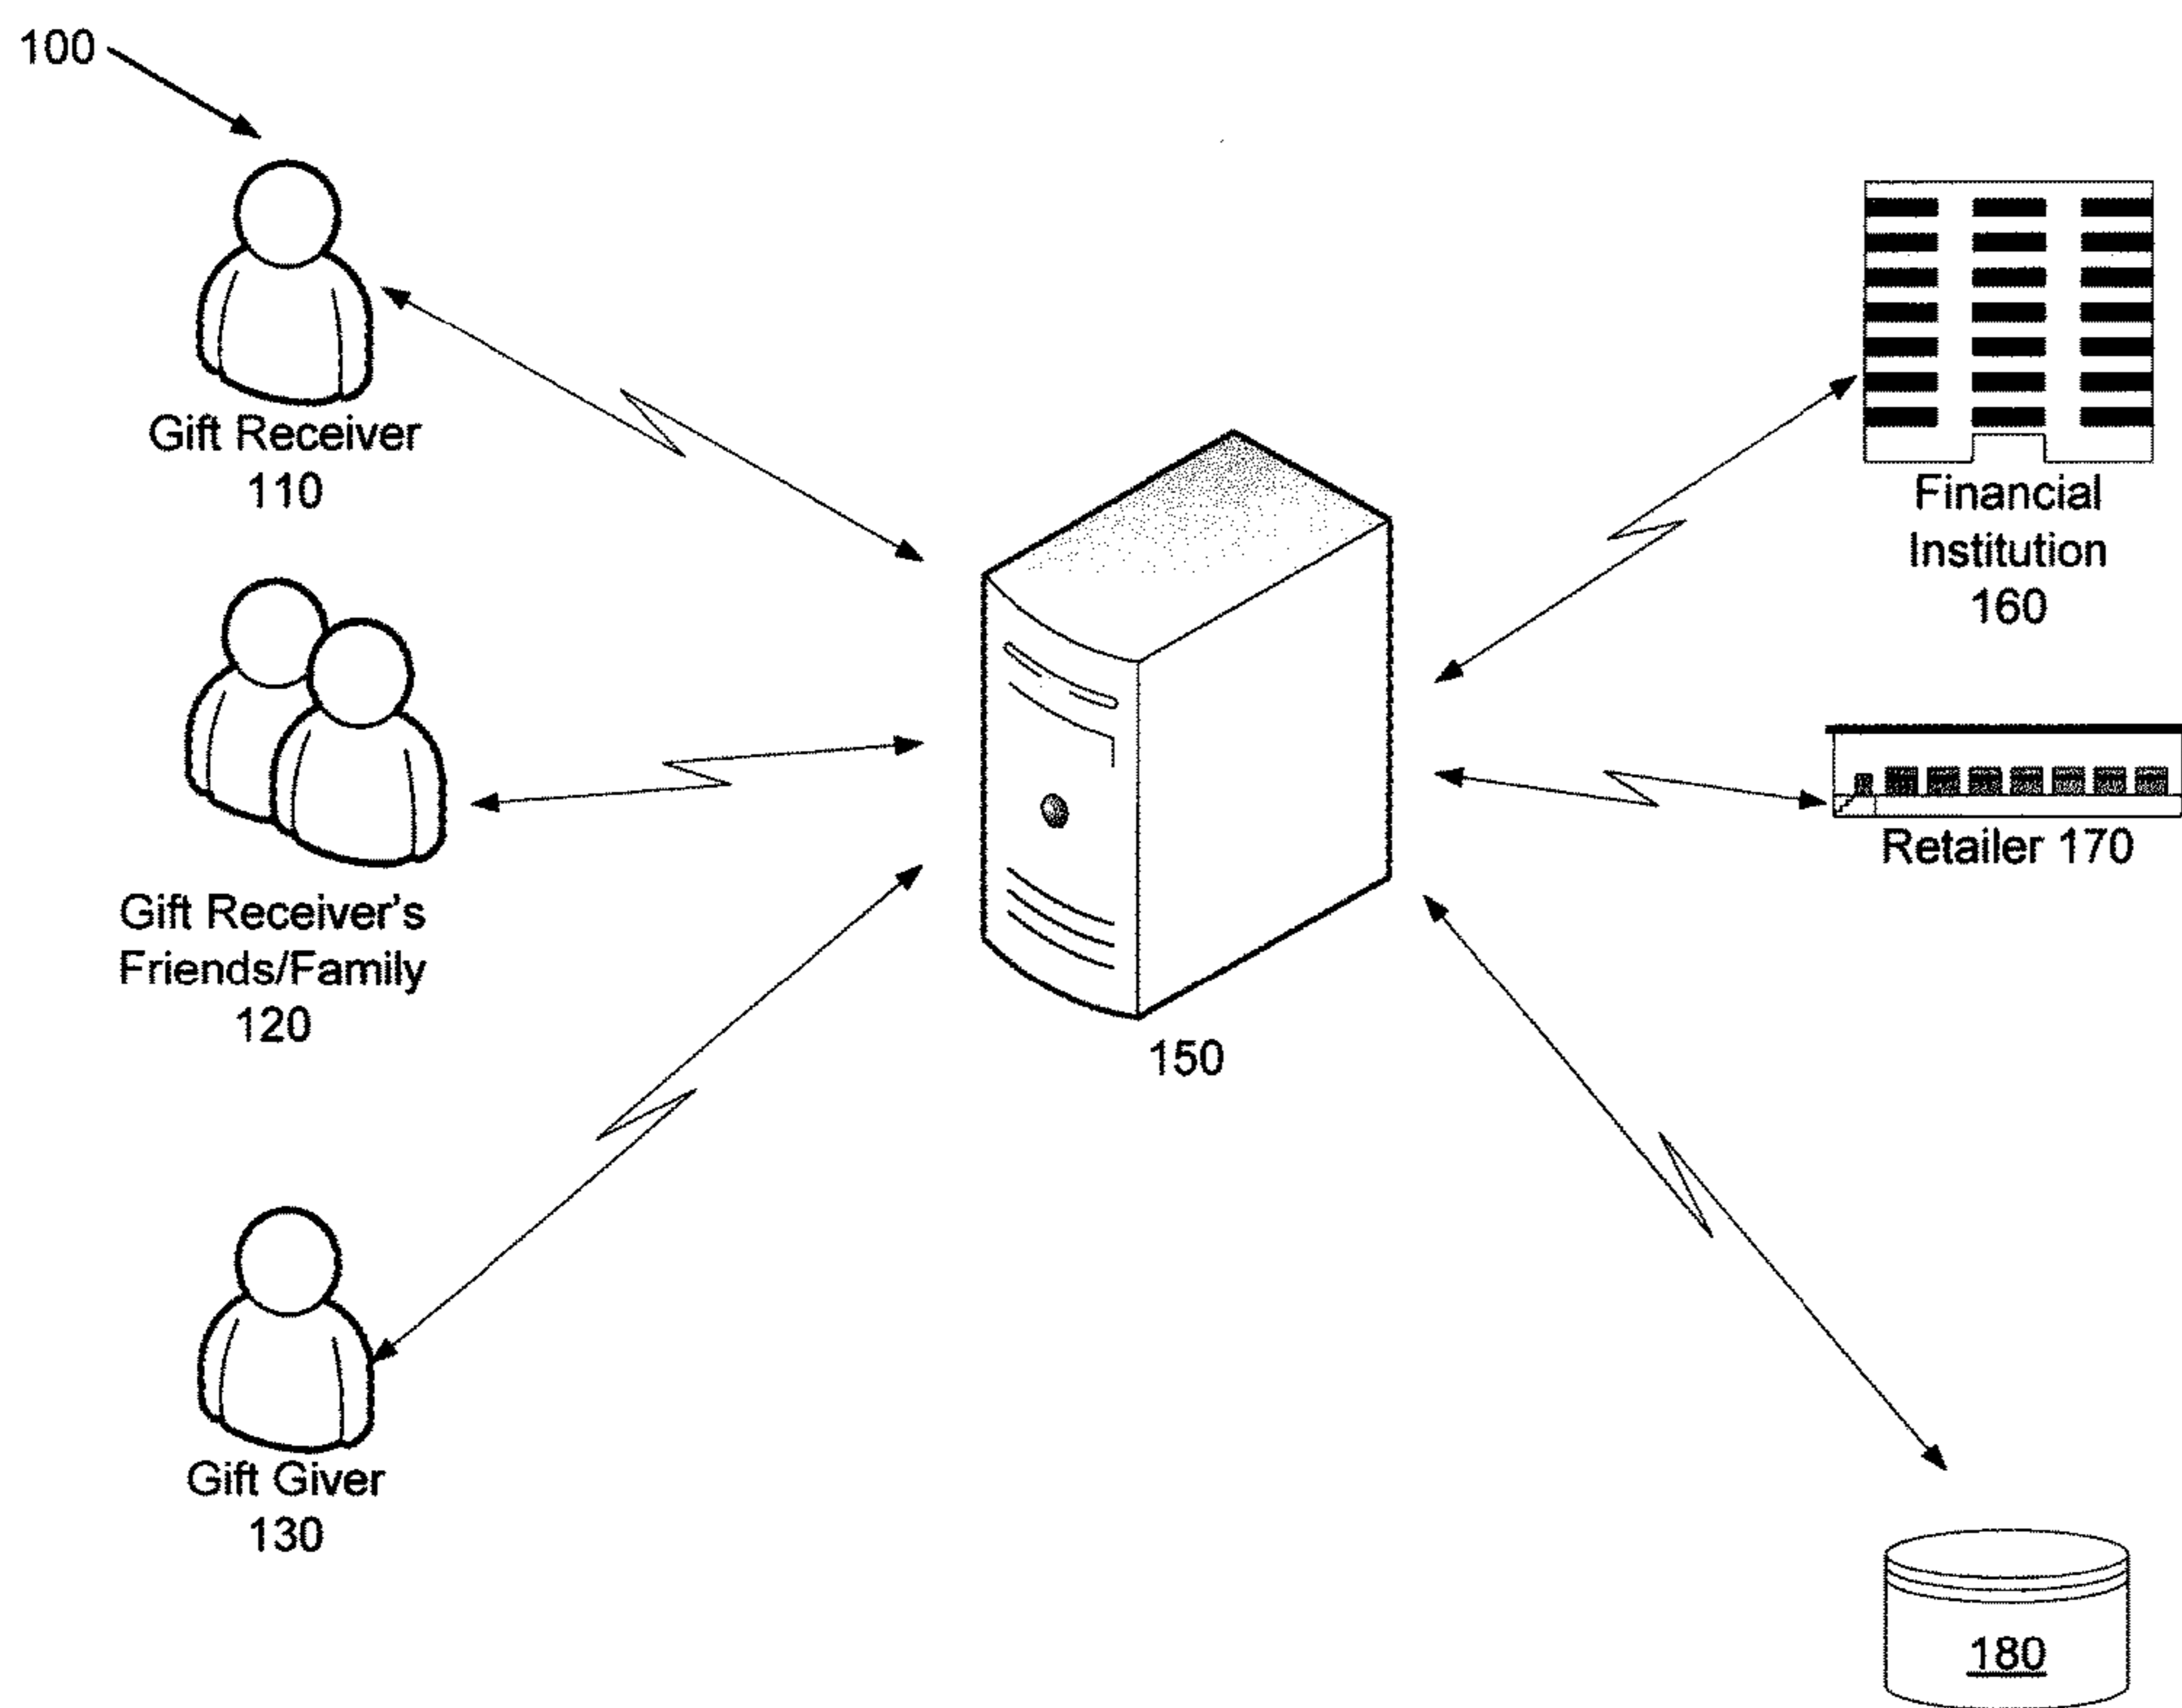 100
Gift Receiver
110
Gift Receiver's
Friends/Family
120
Gift Giver
130
150
Financial
Institution
160
Retailer 170
180